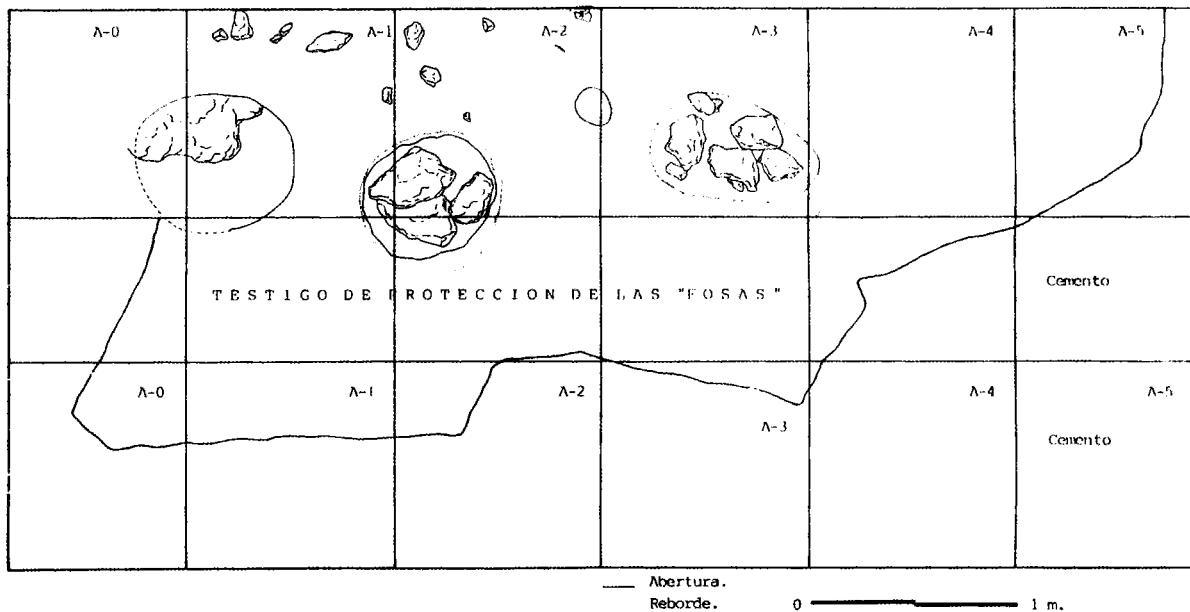 A-0 A-1 A-2 A-3 A-4 A-5
TESTIGO DE PROTECCION DE LAS "FOSAS"
Cemento
A-0 A-1 A-2 A-3 A-4 A-5
Cemento
Abertura.
Reborde. 0 1 m.